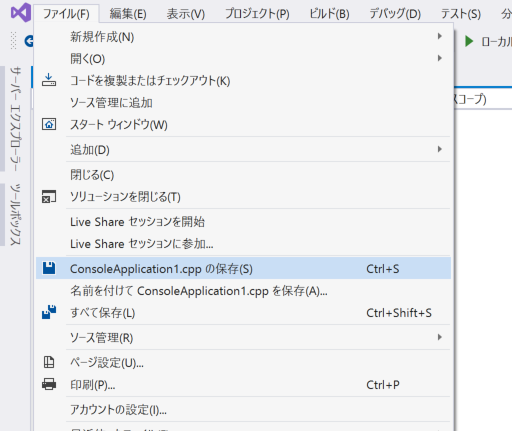 ファイル(F) 編集(E) 表示(V) プロジェクト(P) ビルド(B) デバッグ(D) テスト(S) 分
新規作成(N)
ローカル
開く(O)
コードを複製またはチェックアウト(K)
ソース管理に追加
スコープ)
スタート ウィンドウ(W)
追加(D)
閉じる(C)
ソリューションを閉じる(T)
Live Share セッションを開始
Live Share セッションに参加...
ConsoleApplication1.cpp の保存(S) Ctrl+S
名前を付けて ConsoleApplication1.cpp を保存(A)...
すべて保存(L) Ctrl+Shift+S
ソース管理(R)
ページ設定(U)...
印刷(P)... Ctrl+P
アカウントの設定(I)...
サーバー エクスプローラー
ツールボックス